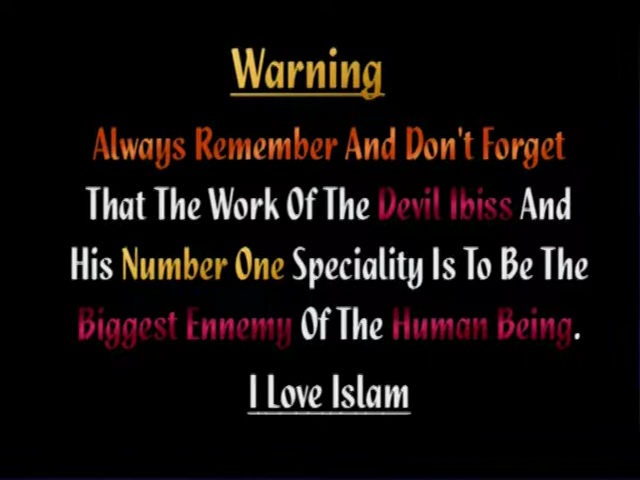 Warning
Always Remember And Don't Forget
That The Work Of The Devil Ibiss And
His Number One Speciality Is To Be The
Biggest Ennemy Of The Human Being.
I Love Islam